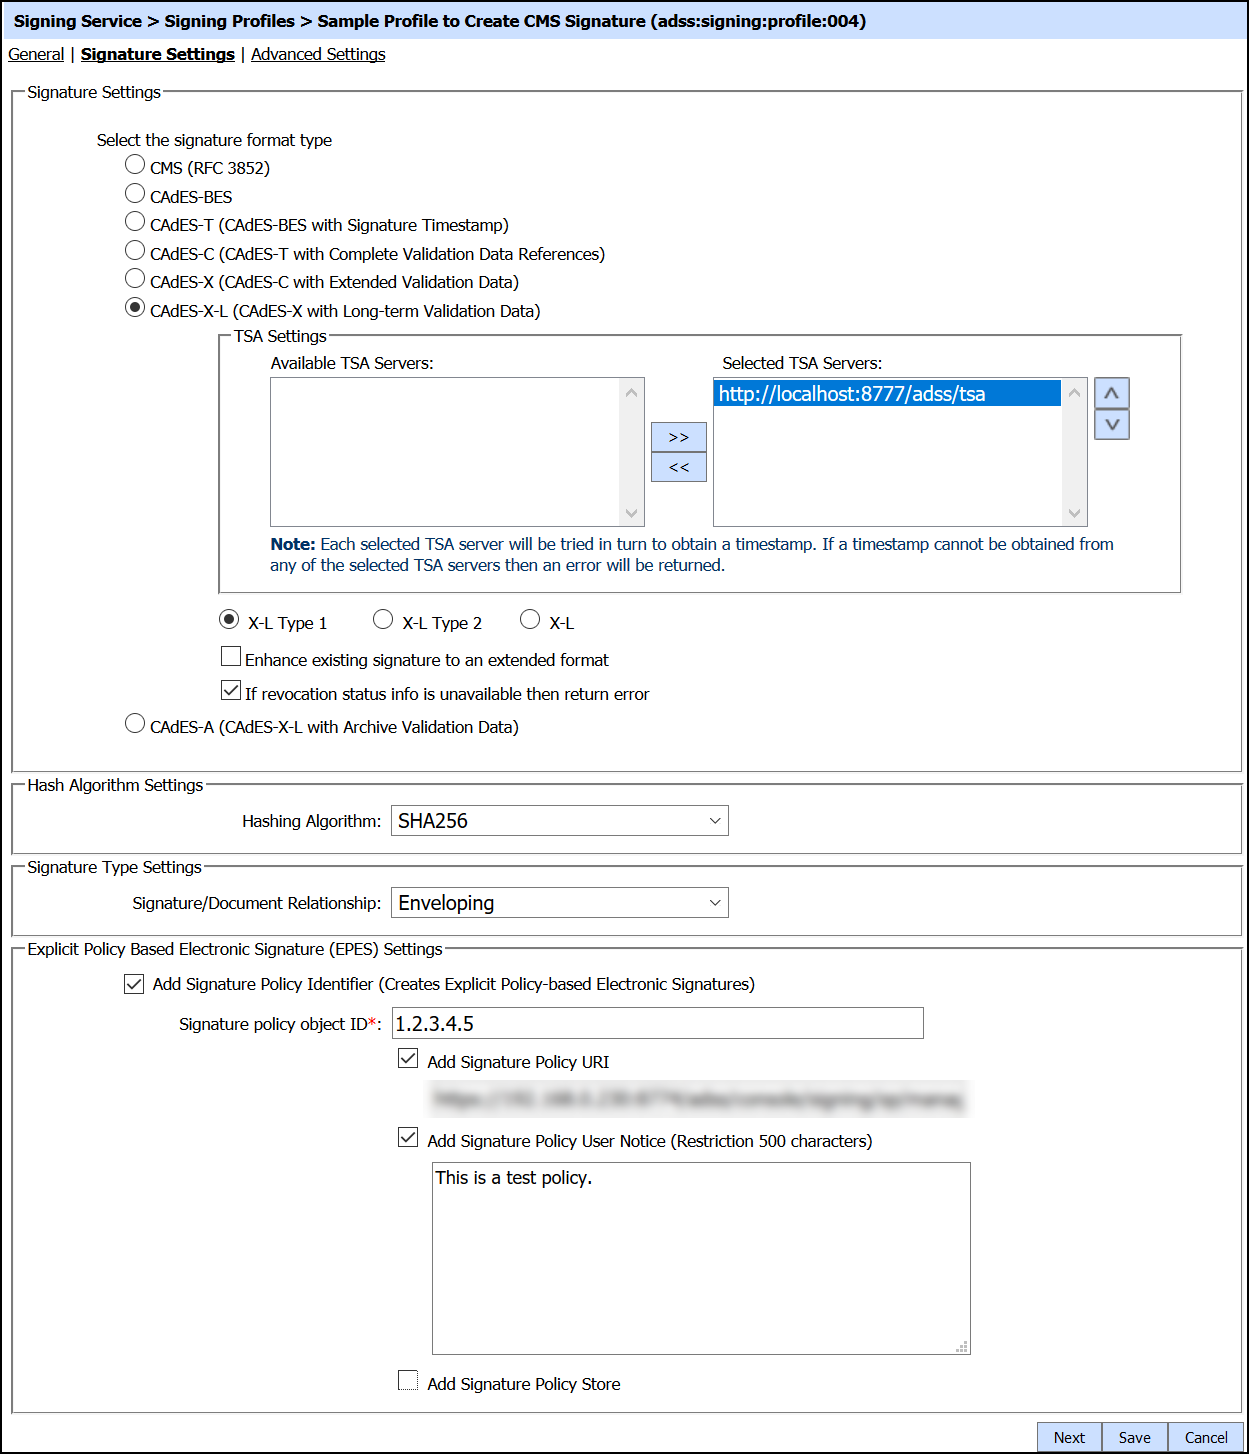 Signing Service > Signing Profiles > Sample Profile to Create CMS Signature (adss:signing:profile:004)
General | Signature Settings | Advanced Settings
Signature Settings
Select the signature format type
CMS (RFC 3852)
CAdES-BES
CAdES-T (CAdES-BES with Signature Timestamp)
CAdES-C (CAdES-T with Complete Validation Data References)
CAdES-X (CAdES-C with Extended Validation Data)
CAdES-X-L (CAdES-X with Long-term Validation Data)
TSA Settings
Available TSA Servers: Selected TSA Servers:
http://localhost:8777/adss/tsa
>>
<<
Note: Each selected TSA server will be tried in turn to obtain a timestamp. If a timestamp cannot be obtained from
any of the selected TSA servers then an error will be returned.
X-L Type 1 X-L Type 2 X-L
Enhance existing signature to an extended format
If revocation status info is unavailable then return error
CAdES-A (CAdES-X-L with Archive Validation Data)
Hash Algorithm Settings
Hashing Algorithm: SHA256
Signature Type Settings
Signature/Document Relationship: Enveloping
Explicit Policy Based Electronic Signature (EPES) Settings
Add Signature Policy Identifier (Creates Explicit Policy-based Electronic Signatures)
Signature policy object ID*: 1.2.3.4.5
Add Signature Policy URI
Add Signature Policy User Notice (Restriction 500 characters)
This is a test policy.
Add Signature Policy Store
Next Save Cancel